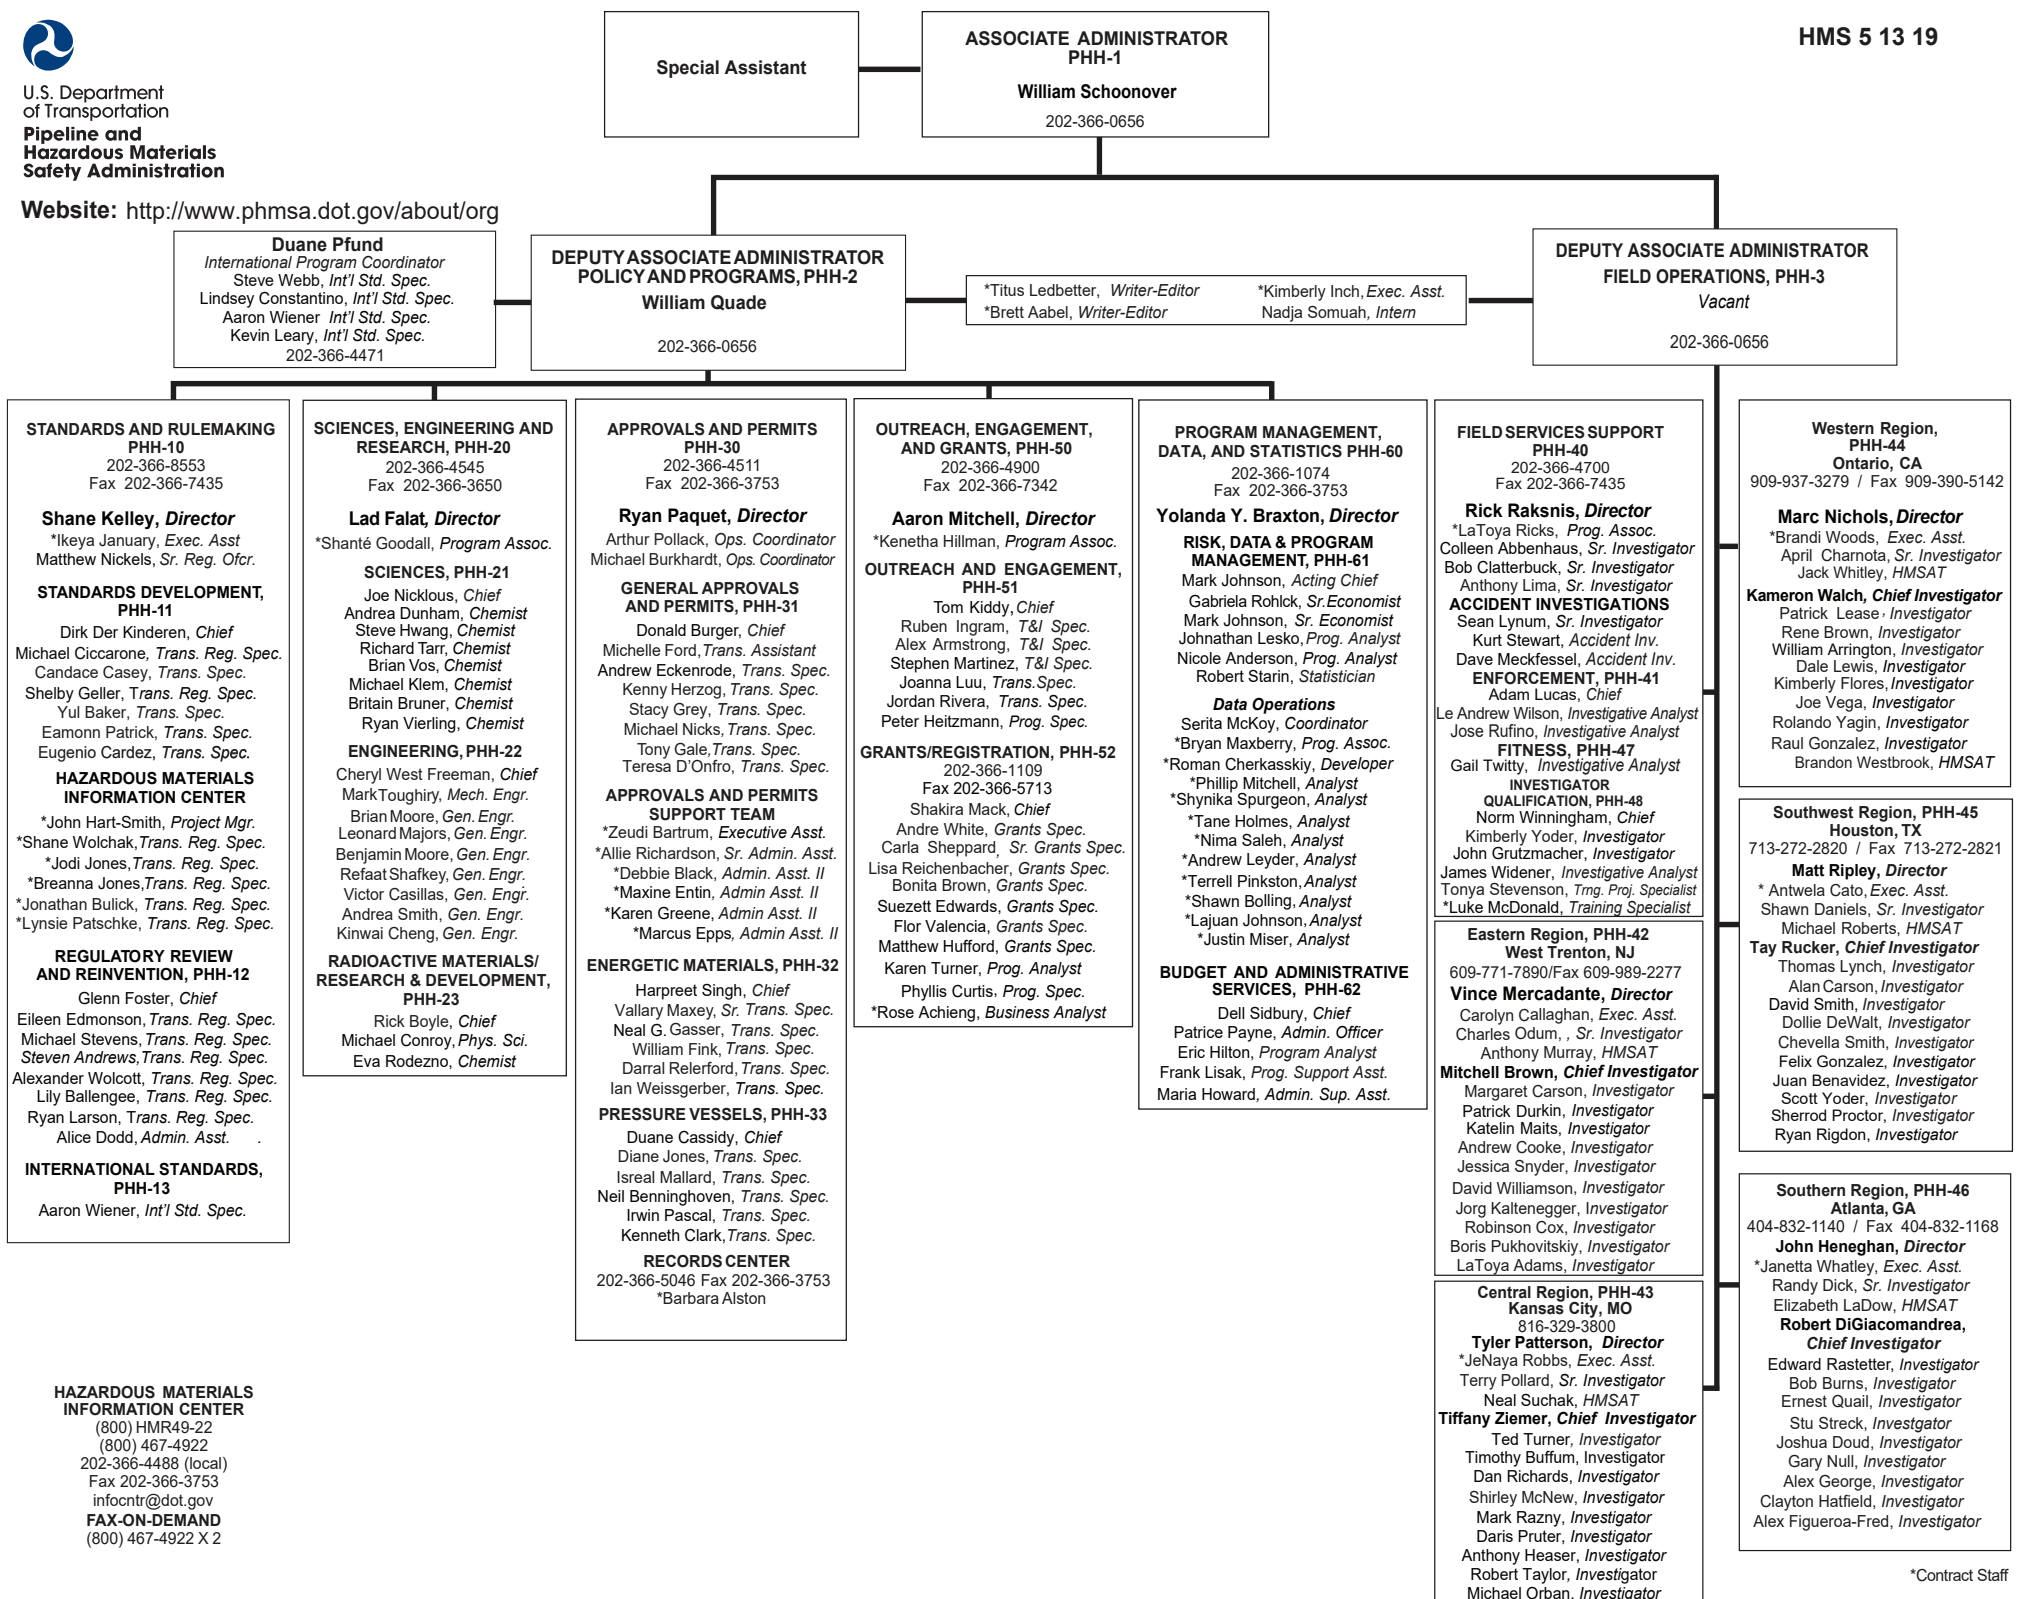 U.S. Department
of Transportation
Pipeline and
Hazardous Materials
Safety Administration
Website: http://www.phmsa.dot.gov/about/org
HMS 5 13 19
Special Assistant
ASSOCIATE ADMINISTRATOR
PHH-1
William Schoonover
202-366-0656
Duane Pfund
International Program Coordinator
Steve Webb, Int'l Std. Spec.
Lindsey Constantino, Int'l Std. Spec.
Aaron Wiener Int'l Std. Spec.
Kevin Leary, Int'l Std. Spec.
202-366-4471
DEPUTY ASSOCIATE ADMINISTRATOR
POLICY AND PROGRAMS, PHH-2
William Quade
202-366-0656
*Titus Ledbetter, Writer-Editor *Kimberly Inch, Exec. Asst.
*Brett Aabel, Writer-Editor Nadja Somuah, Intern
DEPUTY ASSOCIATE ADMINISTRATOR
FIELD OPERATIONS, PHH-3
Vacant
202-366-0656
STANDARDS AND RULEMAKING
PHH-10
202-366-8553
Fax 202-366-7435
Shane Kelley, Director
*Ikeya January, Exec. Asst
Matthew Nickels, Sr. Reg. Ofcr.
STANDARDS DEVELOPMENT,
PHH-11
Dirk Der Kinderen, Chief
Michael Ciccarone, Trans. Reg. Spec.
Candace Casey, Trans. Spec.
Shelby Geller, Trans. Reg. Spec.
Yul Baker, Trans. Spec.
Eamonn Patrick, Trans. Spec.
Eugenio Cardez, Trans. Spec.
HAZARDOUS MATERIALS
INFORMATION CENTER
*John Hart-Smith, Project Mgr.
*Shane Wolchak, Trans. Reg. Spec.
*Jodi Jones, Trans. Reg. Spec.
*Breanna Jones, Trans. Reg. Spec.
*Jonathan Bulick, Trans. Reg. Spec.
*Lynsie Patschke, Trans. Reg. Spec.
REGULATORY REVIEW
AND REINVENTION, PHH-12
Glenn Foster, Chief
Eileen Edmonson, Trans. Reg. Spec.
Michael Stevens, Trans. Reg. Spec.
Steven Andrews, Trans. Reg. Spec.
Alexander Wolcott, Trans. Reg. Spec.
Lily Ballengee, Trans. Reg. Spec.
Ryan Larson, Trans. Reg. Spec.
Alice Dodd, Admin. Asst. .
INTERNATIONAL STANDARDS,
PHH-13
Aaron Wiener, Int'l Std. Spec.
SCIENCES, ENGINEERING AND
RESEARCH, PHH-20
202-366-4545
Fax 202-366-3650
Lad Falat, Director
*Shanté Goodall, Program Assoc.
SCIENCES, PHH-21
Joe Nicklous, Chief
Andrea Dunham, Chemist
Steve Hwang, Chemist
Richard Tarr, Chemist
Brian Vos, Chemist
Michael Klem, Chemist
Britain Bruner, Chemist
Ryan Vierling, Chemist
ENGINEERING, PHH-22
Cheryl West Freeman, Chief
Mark Toughiry, Mech. Engr.
Brian Moore, Gen. Engr.
Leonard Majors, Gen. Engr.
Benjamin Moore, Gen. Engr.
Refaat Shafkey, Gen. Engr.
Victor Casillas, Gen. Engr.
Andrea Smith, Gen. Engr.
Kinwai Cheng, Gen. Engr.
RADIOACTIVE MATERIALS/
RESEARCH & DEVELOPMENT,
PHH-23
Rick Boyle, Chief
Michael Conroy, Phys. Sci.
Eva Rodezno, Chemist
APPROVALS AND PERMITS
PHH-30
202-366-4511
Fax 202-366-3753
Ryan Paquet, Director
Arthur Pollack, Ops. Coordinator
Michael Burkhardt, Ops. Coordinator
GENERAL APPROVALS
AND PERMITS, PHH-31
Donald Burger, Chief
Michelle Ford, Trans. Assistant
Andrew Eckenrode, Trans. Spec.
Kenny Herzog, Trans. Spec.
Stacy Grey, Trans. Spec.
Michael Nicks, Trans. Spec.
Tony Gale, Trans. Spec.
Teresa D'Onfro, Trans. Spec.
APPROVALS AND PERMITS
SUPPORT TEAM
*Zeudi Bartrum, Executive Asst.
*Allie Richardson, Sr. Admin. Asst.
*Debbie Black, Admin. Asst. II
*Maxine Entin, Admin Asst. II
*Karen Greene, Admin Asst. II
*Marcus Epps, Admin Asst. II
ENERGETIC MATERIALS, PHH-32
Harpreet Singh, Chief
Vallary Maxey, Sr. Trans. Spec.
Neal G. Gasser, Trans. Spec.
William Fink, Trans. Spec.
Darral Relerford, Trans. Spec.
Ian Weissgerber, Trans. Spec.
PRESSURE VESSELS, PHH-33
Duane Cassidy, Chief
Diane Jones, Trans. Spec.
Isreal Mallard, Trans. Spec.
Neil Benninghoven, Trans. Spec.
Irwin Pascal, Trans. Spec.
Kenneth Clark, Trans. Spec.
RECORDS CENTER
202-366-5046 Fax 202-366-3753
*Barbara Alston
OUTREACH, ENGAGEMENT,
AND GRANTS, PHH-50
202-366-4900
Fax 202-366-7342
Aaron Mitchell, Director
*Kenetha Hillman, Program Assoc.
OUTREACH AND ENGAGEMENT,
PHH-51
Tom Kiddy, Chief
Ruben Ingram, T&I Spec.
Alex Armstrong, T&I Spec.
Stephen Martinez, T&I Spec.
Joanna Luu, Trans.Spec.
Jordan Rivera, Trans. Spec.
Peter Heitzmann, Prog. Spec.
GRANTS/REGISTRATION, PHH-52
202-366-1109
Fax 202-366-5713
Shakira Mack, Chief
Andre White, Grants Spec.
Carla Sheppard, Sr. Grants Spec.
Lisa Reichenbacher, Grants Spec.
Bonita Brown, Grants Spec.
Suezett Edwards, Grants Spec.
Flor Valencia, Grants Spec.
Matthew Hufford, Grants Spec.
Karen Turner, Prog. Analyst
Phyllis Curtis, Prog. Spec.
*Rose Achieng, Business Analyst
PROGRAM MANAGEMENT,
DATA, AND STATISTICS PHH-60
202-366-1074
Fax 202-366-3753
Yolanda Y. Braxton, Director
RISK, DATA & PROGRAM
MANAGEMENT, PHH-61
Mark Johnson, Acting Chief
Gabriela Rohlck, Sr.Economist
Mark Johnson, Sr. Economist
Johnathan Lesko, Prog. Analyst
Nicole Anderson, Prog. Analyst
Robert Starin, Statistician
Data Operations
Serita McKoy, Coordinator
*Bryan Maxberry, Prog. Assoc.
*Roman Cherkasskiy, Developer
*Phillip Mitchell, Analyst
*Shynika Spurgeon, Analyst
*Tane Holmes, Analyst
*Nima Saleh, Analyst
*Andrew Leyder, Analyst
*Terrell Pinkston, Analyst
*Shawn Bolling, Analyst
*Lajuan Johnson, Analyst
*Justin Miser, Analyst
BUDGET AND ADMINISTRATIVE
SERVICES, PHH-62
Dell Sidbury, Chief
Patrice Payne, Admin. Officer
Eric Hilton, Program Analyst
Frank Lisak, Prog. Support Asst.
Maria Howard, Admin. Sup. Asst.
FIELD SERVICES SUPPORT
PHH-40
202-366-4700
Fax 202-366-7435
Rick Raksnis, Director
*LaToya Ricks, Prog. Assoc.
Colleen Abbenhaus, Sr. Investigator
Bob Clatterbuck, Sr. Investigator
Anthony Lima, Sr. Investigator
ACCIDENT INVESTIGATIONS
Sean Lynum, Sr. Investigator
Kurt Stewart, Accident Inv.
Dave Meckfessel, Accident Inv.
ENFORCEMENT, PHH-41
Adam Lucas, Chief
Le Andrew Wilson, Investigative Analyst
Jose Rufino, Investigative Analyst
FITNESS, PHH-47
Gail Twitty, Investigative Analyst
INVESTIGATOR
QUALIFICATION, PHH-48
Norm Winningham, Chief
Kimberly Yoder, Investigator
John Grutzmacher, Investigator
James Widener, Investigative Analyst
Tonya Stevenson, Trng. Proj. Specialist
*Luke McDonald, Training Specialist
Eastern Region, PHH-42
West Trenton, NJ
609-771-7890/Fax 609-989-2277
Vince Mercadante, Director
Carolyn Callaghan, Exec. Asst.
Charles Odum, , Sr. Investigator
Anthony Murray, HMSAT
Mitchell Brown, Chief Investigator
Margaret Carson, Investigator
Patrick Durkin, Investigator
Katelin Maits, Investigator
Andrew Cooke, Investigator
Jessica Snyder, Investigator
David Williamson, Investigator
Jorg Kaltenegger, Investigator
Robinson Cox, Investigator
Boris Pukhovitskiy, Investigator
LaToya Adams, Investigator
Central Region, PHH-43
Kansas City, MO
816-329-3800
Tyler Patterson, Director
*JeNaya Robbs, Exec. Asst.
Terry Pollard, Sr. Investigator
Neal Suchak, HMSAT
Tiffany Ziemer, Chief Investigator
Ted Turner, Investigator
Timothy Buffum, Investigator
Dan Richards, Investigator
Shirley McNew, Investigator
Mark Razny, Investigator
Daris Pruter, Investigator
Anthony Heaser, Investigator
Robert Taylor, Investigator
Michael Orban, Investigator
Western Region,
PHH-44
Ontario, CA
909-937-3279 / Fax 909-390-5142
Marc Nichols, Director
*Brandi Woods, Exec. Asst.
April Charnota, Sr. Investigator
Jack Whitley, HMSAT
Kameron Walch, Chief Investigator
Patrick Lease, Investigator
Rene Brown, Investigator
William Arrington, Investigator
Dale Lewis, Investigator
Kimberly Flores, Investigator
Joe Vega, Investigator
Rolando Yagin, Investigator
Raul Gonzalez, Investigator
Brandon Westbrook, HMSAT
Southwest Region, PHH-45
Houston, TX
713-272-2820 / Fax 713-272-2821
Matt Ripley, Director
* Antwela Cato, Exec. Asst.
Shawn Daniels, Sr. Investigator
Michael Roberts, HMSAT
Tay Rucker, Chief Investigator
Thomas Lynch, Investigator
Alan Carson, Investigator
David Smith, Investigator
Dollie DeWalt, Investigator
Chevella Smith, Investigator
Felix Gonzalez, Investigator
Juan Benavidez, Investigator
Scott Yoder, Investigator
Sherrod Proctor, Investigator
Ryan Rigdon, Investigator
Southern Region, PHH-46
Atlanta, GA
404-832-1140 / Fax 404-832-1168
John Heneghan, Director
*Janetta Whatley, Exec. Asst.
Randy Dick, Sr. Investigator
Elizabeth LaDow, HMSAT
Robert DiGiacomandrea,
Chief Investigator
Edward Rastetter, Investigator
Bob Burns, Investigator
Ernest Quail, Investigator
Stu Streck, Investgator
Joshua Doud, Investigator
Gary Null, Investigator
Alex George, Investigator
Clayton Hatfield, Investigator
Alex Figueroa-Fred, Investigator
HAZARDOUS MATERIALS
INFORMATION CENTER
(800) HMR49-22
(800) 467-4922
202-366-4488 (local)
Fax 202-366-3753
infocntr@dot.gov
FAX-ON-DEMAND
(800) 467-4922 X 2
*Contract Staff